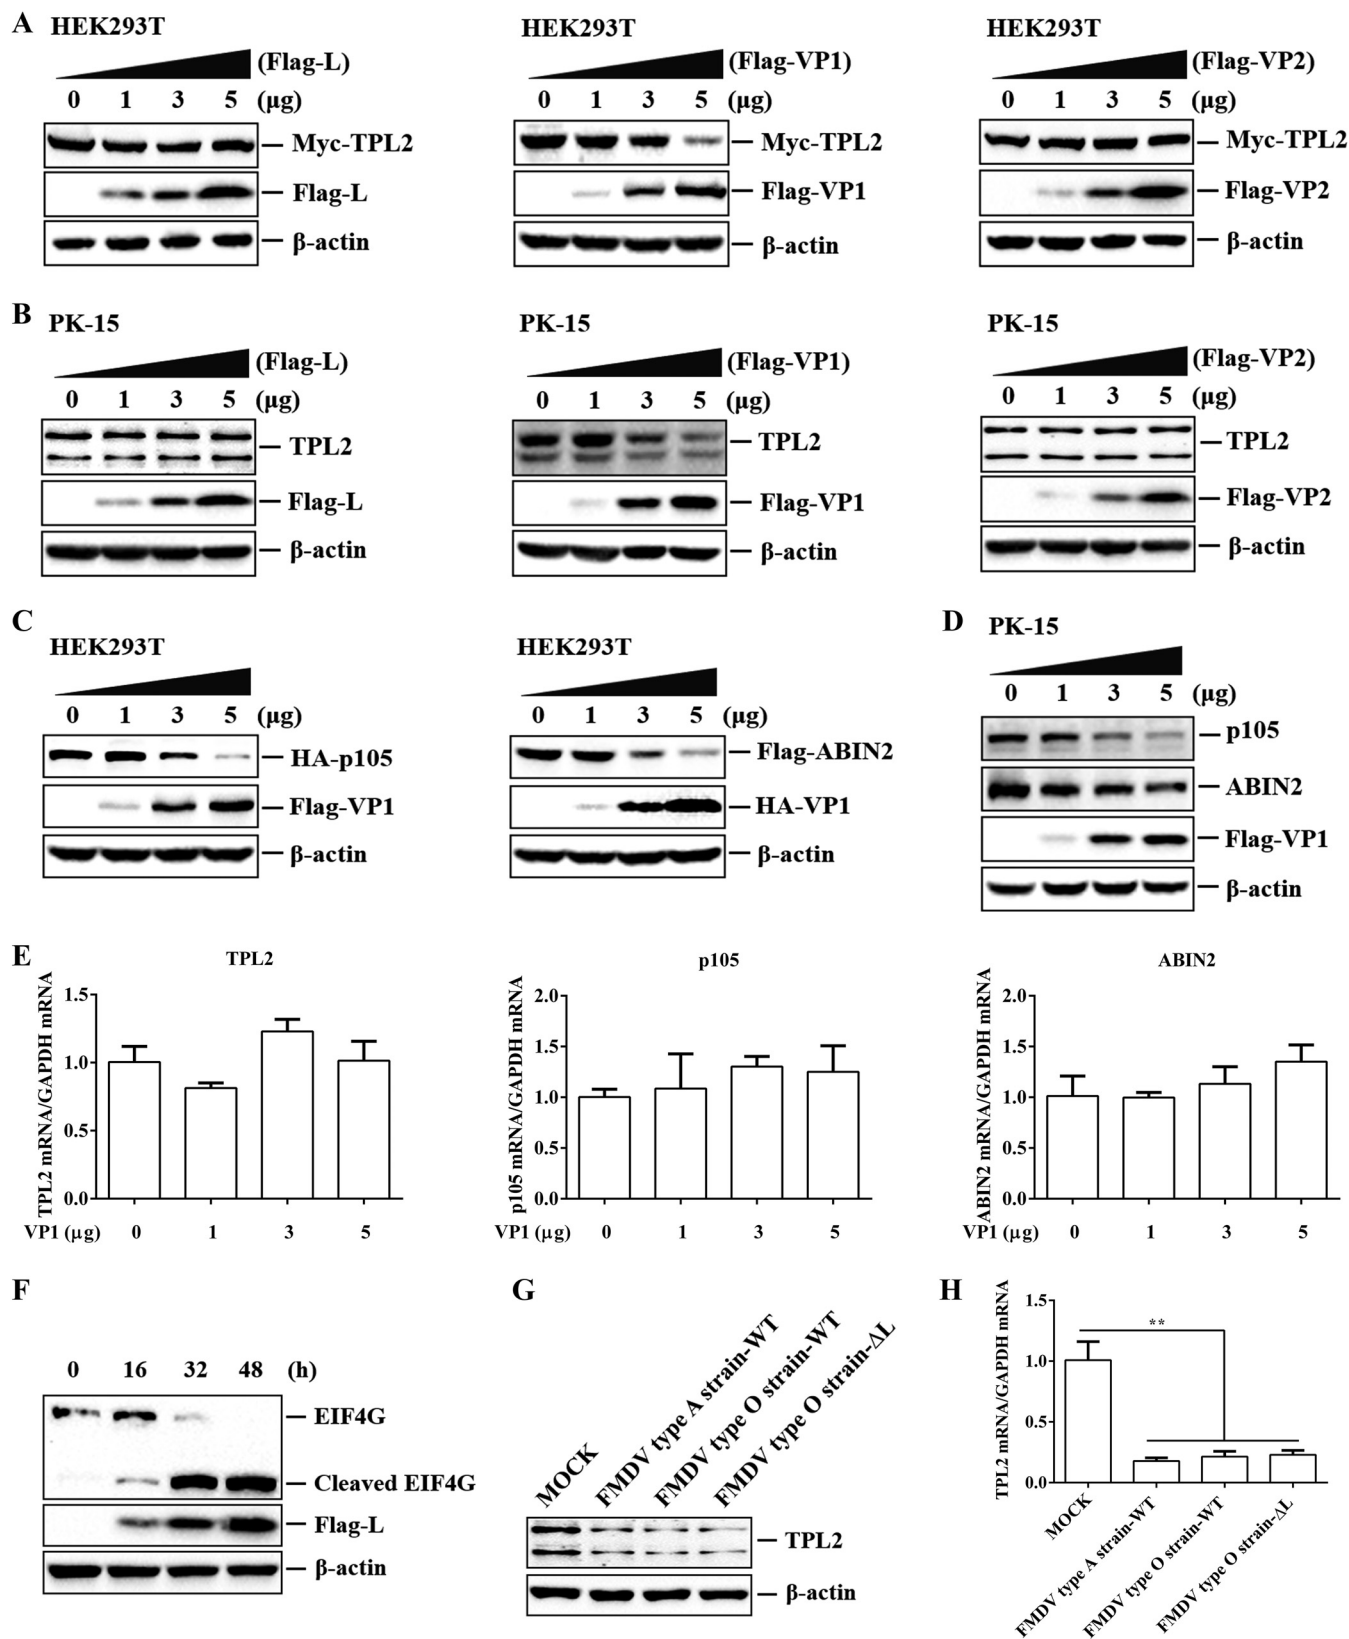 A
HEK293T
(Flag-L)
0 1 3 5 (μg)
Myc-TPL2
Flag-L
β-actin
HEK293T
(Flag-VP1)
0 1 3 5 (μg)
Myc-TPL2
Flag-VP1
β-actin
HEK293T
(Flag-VP2)
0 1 3 5 (μg)
Myc-TPL2
Flag-VP2
β-actin
B
PK-15
(Flag-L)
0 1 3 5 (μg)
TPL2
Flag-L
β-actin
PK-15
(Flag-VP1)
0 1 3 5 (μg)
TPL2
Flag-VP1
β-actin
PK-15
(Flag-VP2)
0 1 3 5 (μg)
TPL2
Flag-VP2
β-actin
C
HEK293T
0 1 3 5 (μg)
HA-p105
Flag-VP1
β-actin
HEK293T
0 1 3 5 (μg)
Flag-ABIN2
HA-VP1
β-actin
D
PK-15
0 1 3 5 (μg)
p105
ABIN2
Flag-VP1
β-actin
E
TPL2
TPL2 mRNA/GAPDH mRNA
1.5
1.0
0.5
0.0
VP1 (μg) 0 1 3 5
p105
p105 mRNA/GAPDH mRNA
2.0
1.5
1.0
0.5
0.0
VP1 (μg) 0 1 3 5
ABIN2
ABIN2 mRNA/GAPDH mRNA
2.0
1.5
1.0
0.5
0.0
VP1 (μg) 0 1 3 5
F
0 16 32 48 (h)
EIF4G
Cleaved EIF4G
Flag-L
β-actin
G
MOCK
FMDV type A strain-WT
FMDV type O strain-WT
FMDV type O strain-ΔL
TPL2
β-actin
H
TPL2 mRNA/GAPDH mRNA
1.5
1.0
0.5
0.0
**
MOCK
FMDV type A strain-WT
FMDV type O strain-WT
FMDV type O strain-ΔL